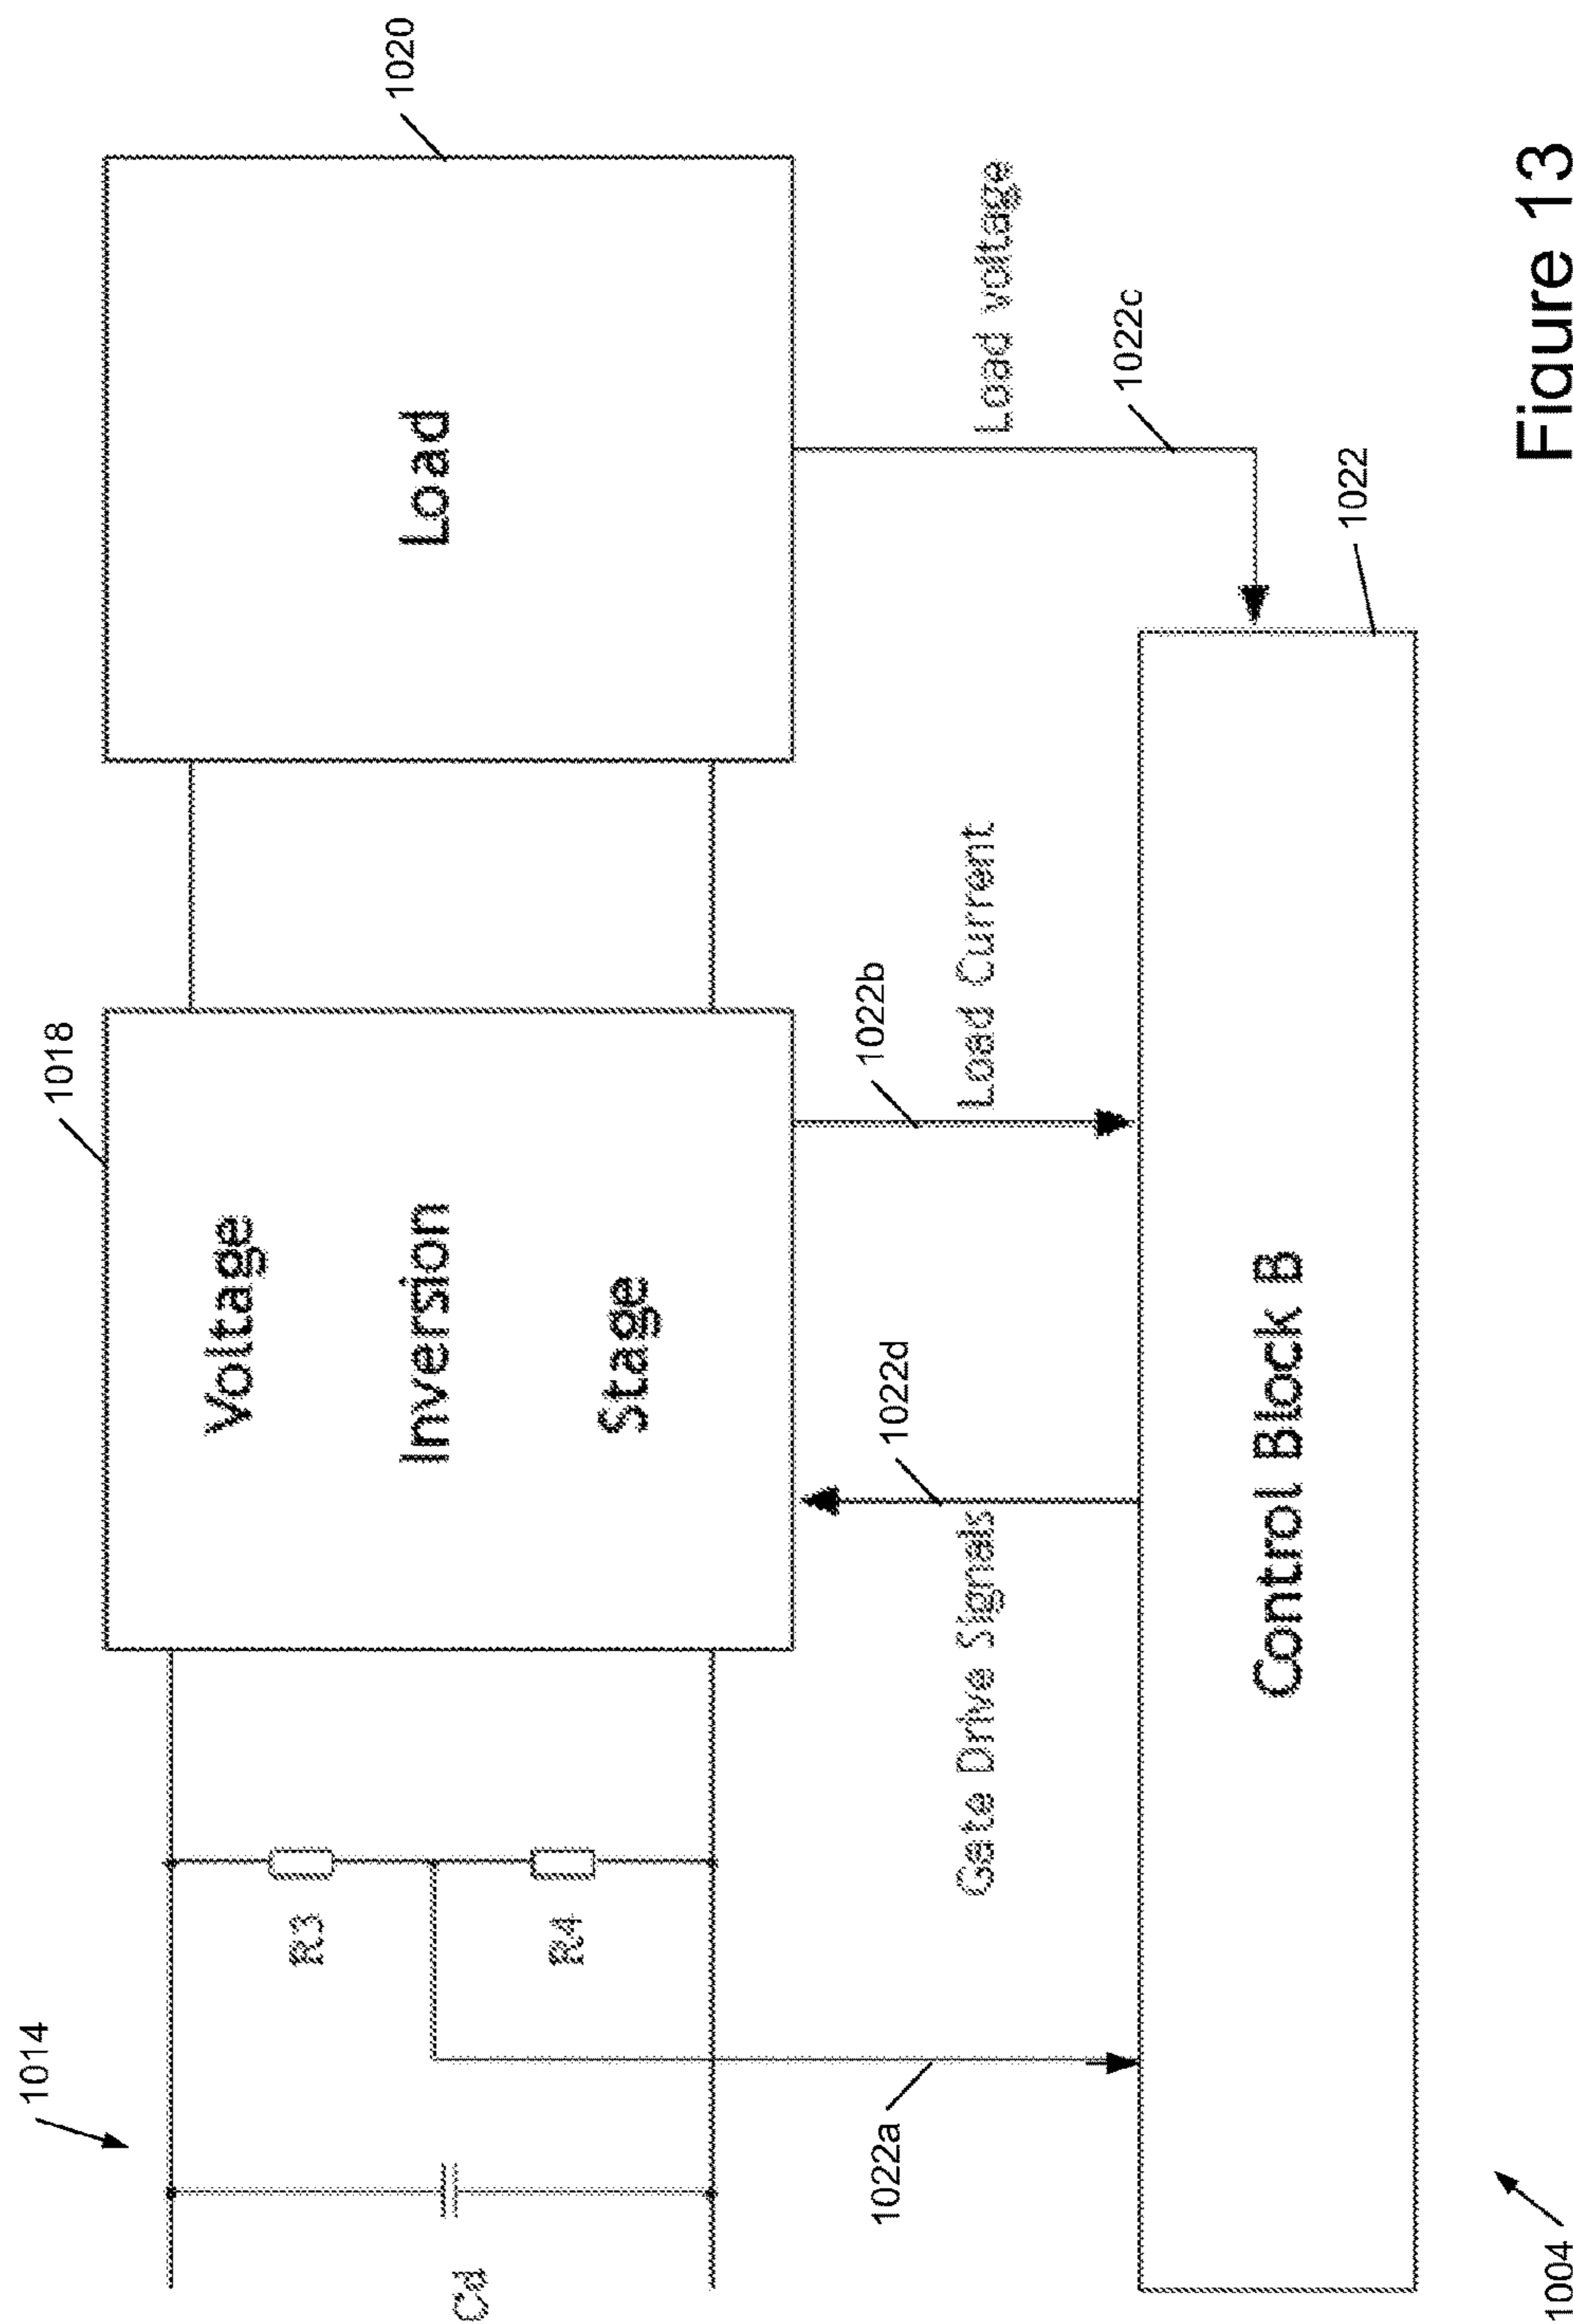 1014
1018
1020
Cd
R3
R4
Voltage
Inversion
Stage
Load
1022a
1022d
1022b
Gate Drive Signals
Load Current
Load voltage
1022c
Control Block B
1022
1004
Figure 13